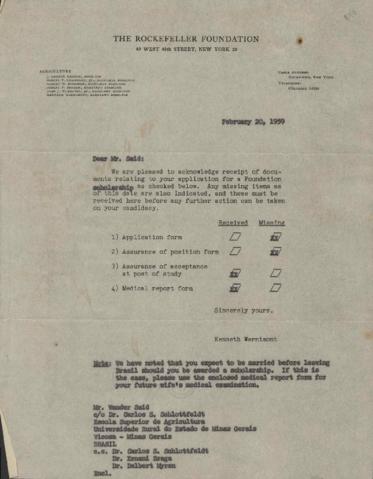 THE ROCKEFELLER FOUNDATION
49 WEST 49th STREET, NEW YORK 20
AGRICULTURE
February 20, 1959
Dear Mr. Said:
We are pleased to acknowledge receipt of docu-
ments relating to your application for a Foundation
scholarship as checked below. Any missing items as
of this date are also indicated, and these must be
received here before any further action can be taken
on your candidacy.
Received Missing
1) Application form
2) Assurance of position form
3) Assurance of acceptance
at post of study
4) Medical report form
Sincerely yours,
Kenneth Wernimont
Note: We have noted that you expect to be married before leaving
Brazil should you be awarded a scholarship. If this is
the case, please use the enclosed medical report form for
your future wife's medical examination.
Mr. Wander Said
c/o Dr. Carlos S. Schlottfeldt
Escola Superior de Agricultura
Universidade Rural do Estado de Minas Gerais
Vicosa - Minas Gerais
BRASIL
c.c. Dr. Carlos S. Schlottfeldt
Dr. Ernani Braga
Dr. Delbert Myren
Encl.